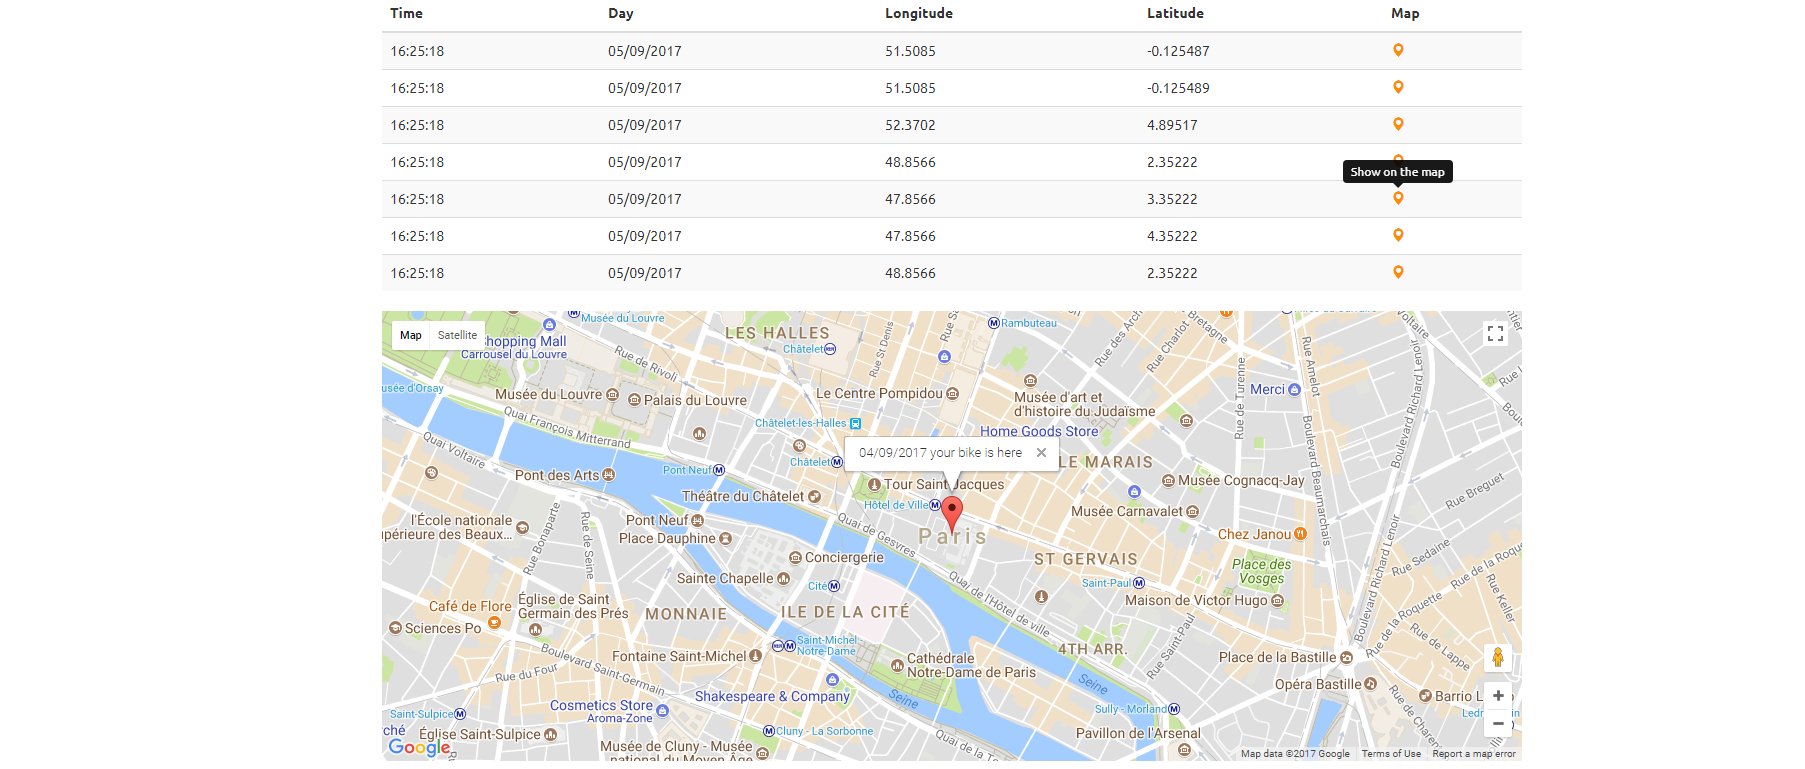 Time Day Longitude Latitude Map
16:25:18 05/09/2017 51.5085 -0.125487
16:25:18 05/09/2017 51.5085 -0.125489
16:25:18 05/09/2017 52.3702 4.89517
16:25:18 05/09/2017 48.8566 2.35222
Show on the map
16:25:18 05/09/2017 47.8566 3.35222
16:25:18 05/09/2017 47.8566 4.35222
16:25:18 05/09/2017 48.8566 2.35222
Map Satellite
Musée du Louvre
Shopping Mall
Carrousel du Louvre
LES HALLES
Châtelet
Rue St Denis
Rambuteau
Rue des Arc
Rue Charlot
Bretagne
Voltaire
Rue de Rivoli
Rue Amelot
Boulevard Richard Lenoir
Rue de Turenne
Merci
usée d'Orsay
Musée du Louvre
Palais du Louvre
Le Centre Pompidou
Musée d'art et
d'histoire du Judaïsme
Quai François Mitterrand
Châtelet-les-Halles
Home Goods Store
Quai Voltaire
04/09/2017 your bike is here
LE MARAIS
Boulevard Beaumarchais
Pont des Arts
Pont Neuf
Châtelet
Tour Saint Jacques
Musée Cognacq-Jay
Rue Breguet
Théâtre du Châtelet
Hôtel de Ville
Musée Carnavalet
l'École nationale
upérieure des Beaux...
Rue Bonaparte
Rue de Seine
Pont Neuf
Place Dauphine
Quai de Gesvres
Paris
Chez Janou
Boulevard Richard Lenoir
Rue Sedaine
Conciergerie
ST GERVAIS
Place des
Vosges
Rue de la Roquette
Sainte Chapelle
Cité
Quai de l'Hôtel de ville
Saint-Paul
Rue Keller
Café de Flore
Église de Saint
Germain des Prés
MONNAIE
ILE DE LA CITÉ
Maison de Victor Hugo
Sciences Po
Saint-Michel -
Notre-Dame
Rue Saint-Paul
Rue de Lappe
Boulevard Saint-Germain
Fontaine Saint-Michel
Cathédrale
Notre-Dame de Paris
4TH ARR.
Place de la Bastille
Rue du Four
Shakespeare & Company
Seine
Seine
Opéra Bastille
Rue de Charen
Barrio L
Cosmetics Store
Aroma-Zone
Saint-Sulpice
Sully - Morland
Ledr
ché
Église Saint-Sulpice
Cluny - La Sorbonne
Pavillon de l'Arsenal
Google
Musée de Cluny - Musée
national du Moyen Âge
Quai de la To
Map data ©2017 Google Terms of Use Report a map error